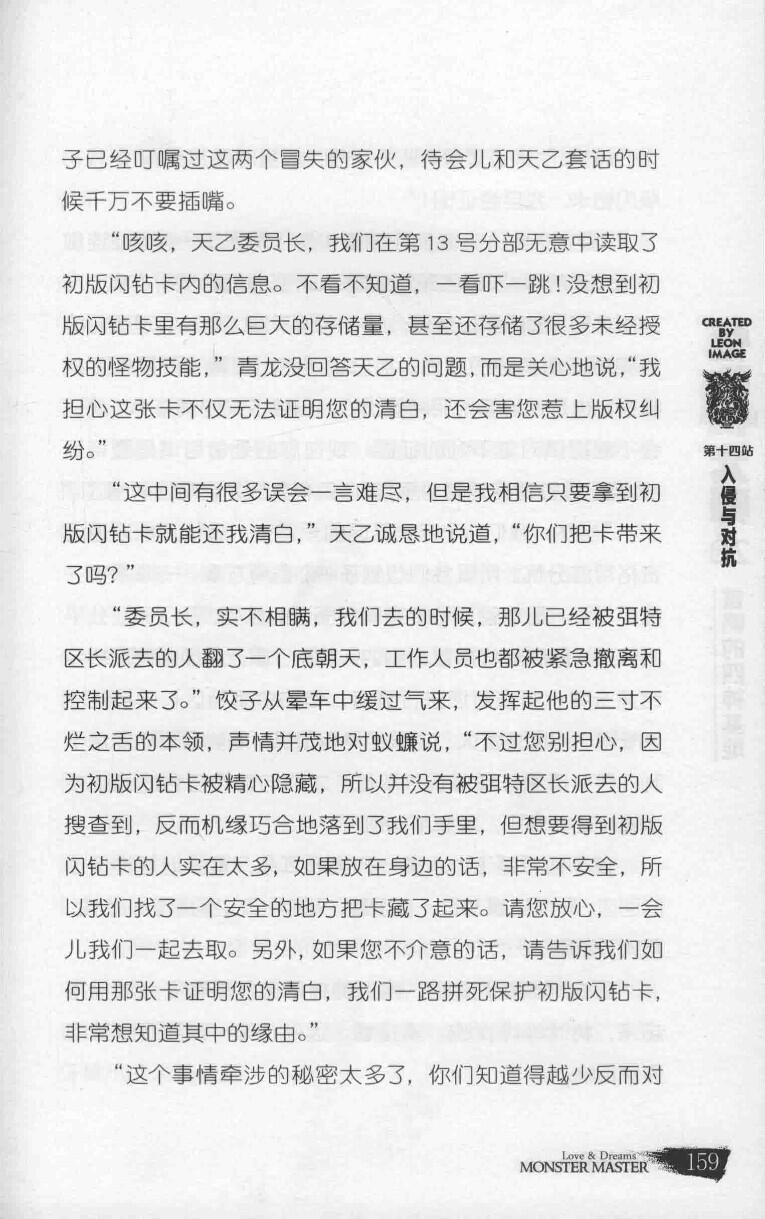 子已经叮嘱过这两个冒失的家伙，待会儿和天乙套话的时
候千万不要插嘴。
“咳咳，天乙委员长，我们在第13号分部无意中读取了
初版闪钻卡内的信息。不看不知道，一看吓一跳！没想到初
版闪钻卡里有那么巨大的存储量，甚至还存储了很多未经授
权的怪物技能，”青龙没回答天乙的问题，而是关心地说，“我
担心这张卡不仅无法证明您的清白，还会害您惹上版权纠
纷。”
“这中间有很多误会一言难尽，但是我相信只要拿到初
版闪钻卡就能还我清白，”天乙诚恳地说道，“你们把卡带来
了吗？”
“委员长，实不相瞒，我们去的时候，那儿已经被弭特
区长派去的人翻了一个底朝天，工作人员也都被紧急撤离和
控制起来了。”饺子从晕车中缓过气来，发挥起他的三寸不
烂之舌的本领，声情并茂地对蚁蠊说，“不过您别担心，因
为初版闪钻卡被精心隐藏，所以并没有被弭特区长派去的人
搜查到，反而机缘巧合地落到了我们手里，但想要得到初版
闪钻卡的人实在太多，如果放在身边的话，非常不安全，所
以我们找了一个安全的地方把卡藏了起来。请您放心，一会
儿我们一起去取。另外，如果您不介意的话，请告诉我们如
何用那张卡证明您的清白，我们一路拼死保护初版闪钻卡，
非常想知道其中的缘由。”
“这个事情牵涉的秘密太多了，你们知道得越少反而对
CREATED
BY
LEON
IMAGE
第十四站
入侵与对抗
Love & Dreams
MONSTER MASTER
159